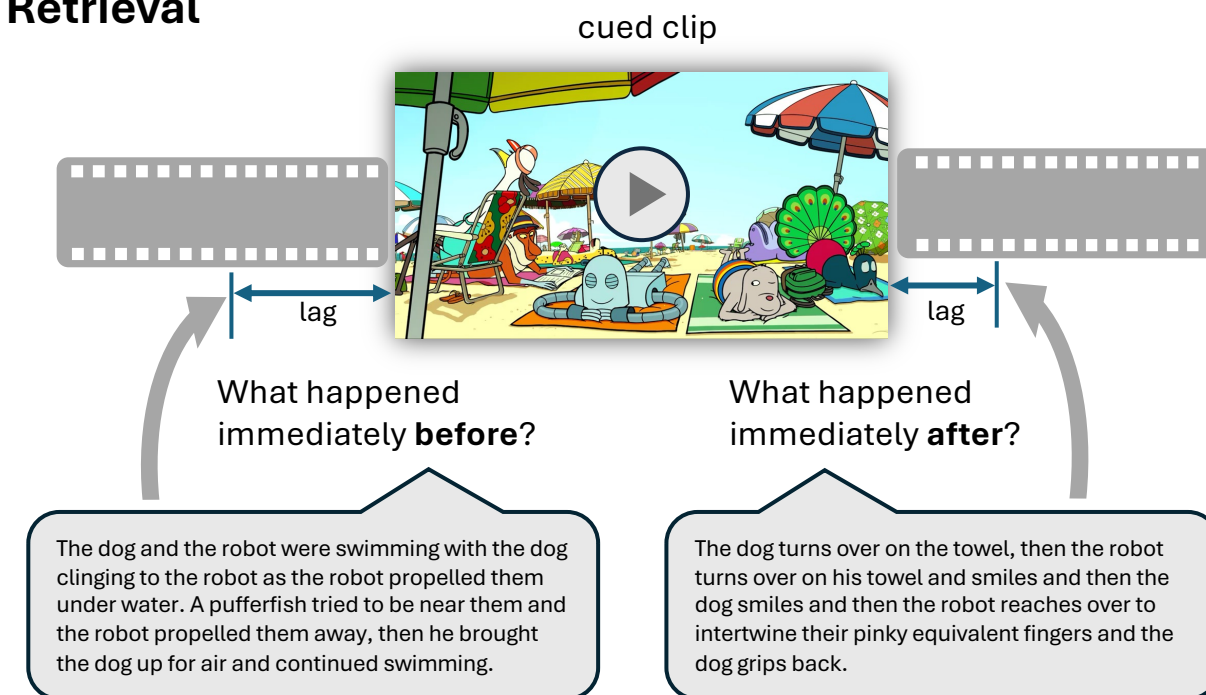 Retrieval
cued clip
lag
lag
What happened
immediately before?
What happened
immediately after?
The dog and the robot were swimming with the dog
clinging to the robot as the robot propelled them
under water. A pufferfish tried to be near them and
the robot propelled them away, then he brought
the dog up for air and continued swimming.
The dog turns over on the towel, then the robot
turns over on his towel and smiles and then the
dog smiles and then the robot reaches over to
intertwine their pinky equivalent fingers and the
dog grips back.